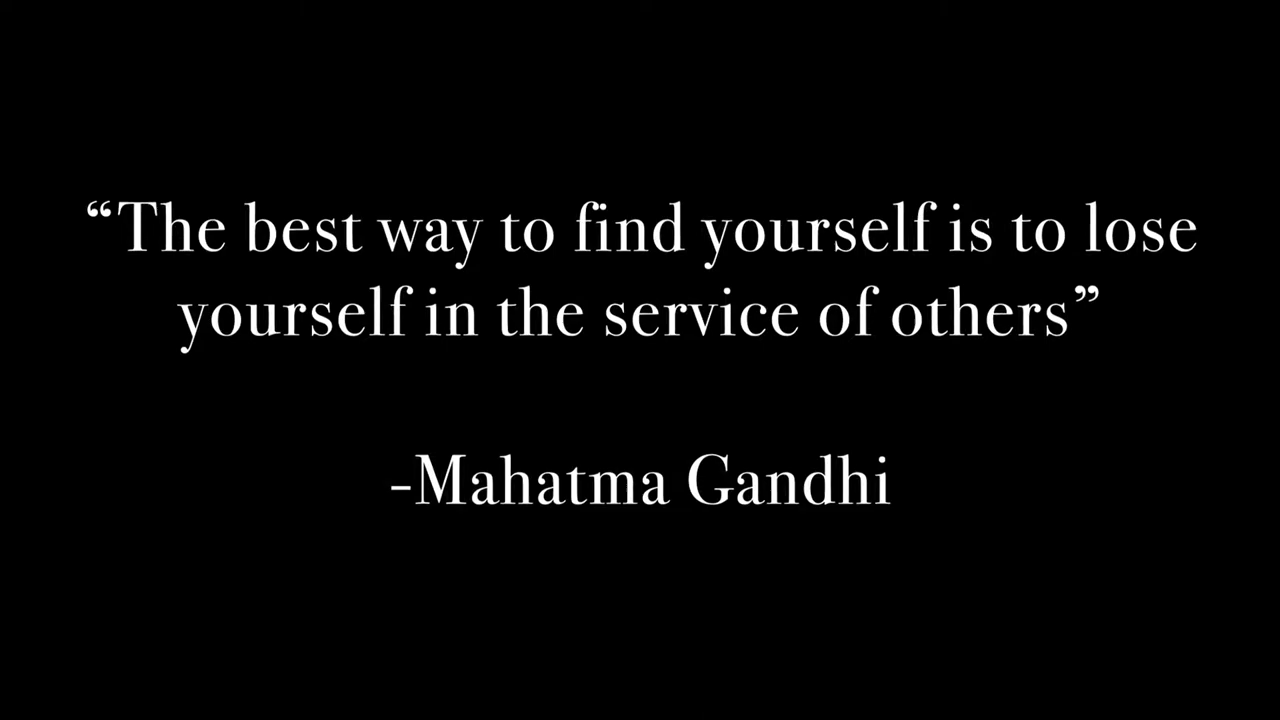 “The best way to find yourself is to lose
yourself in the service of others”
-Mahatma Gandhi